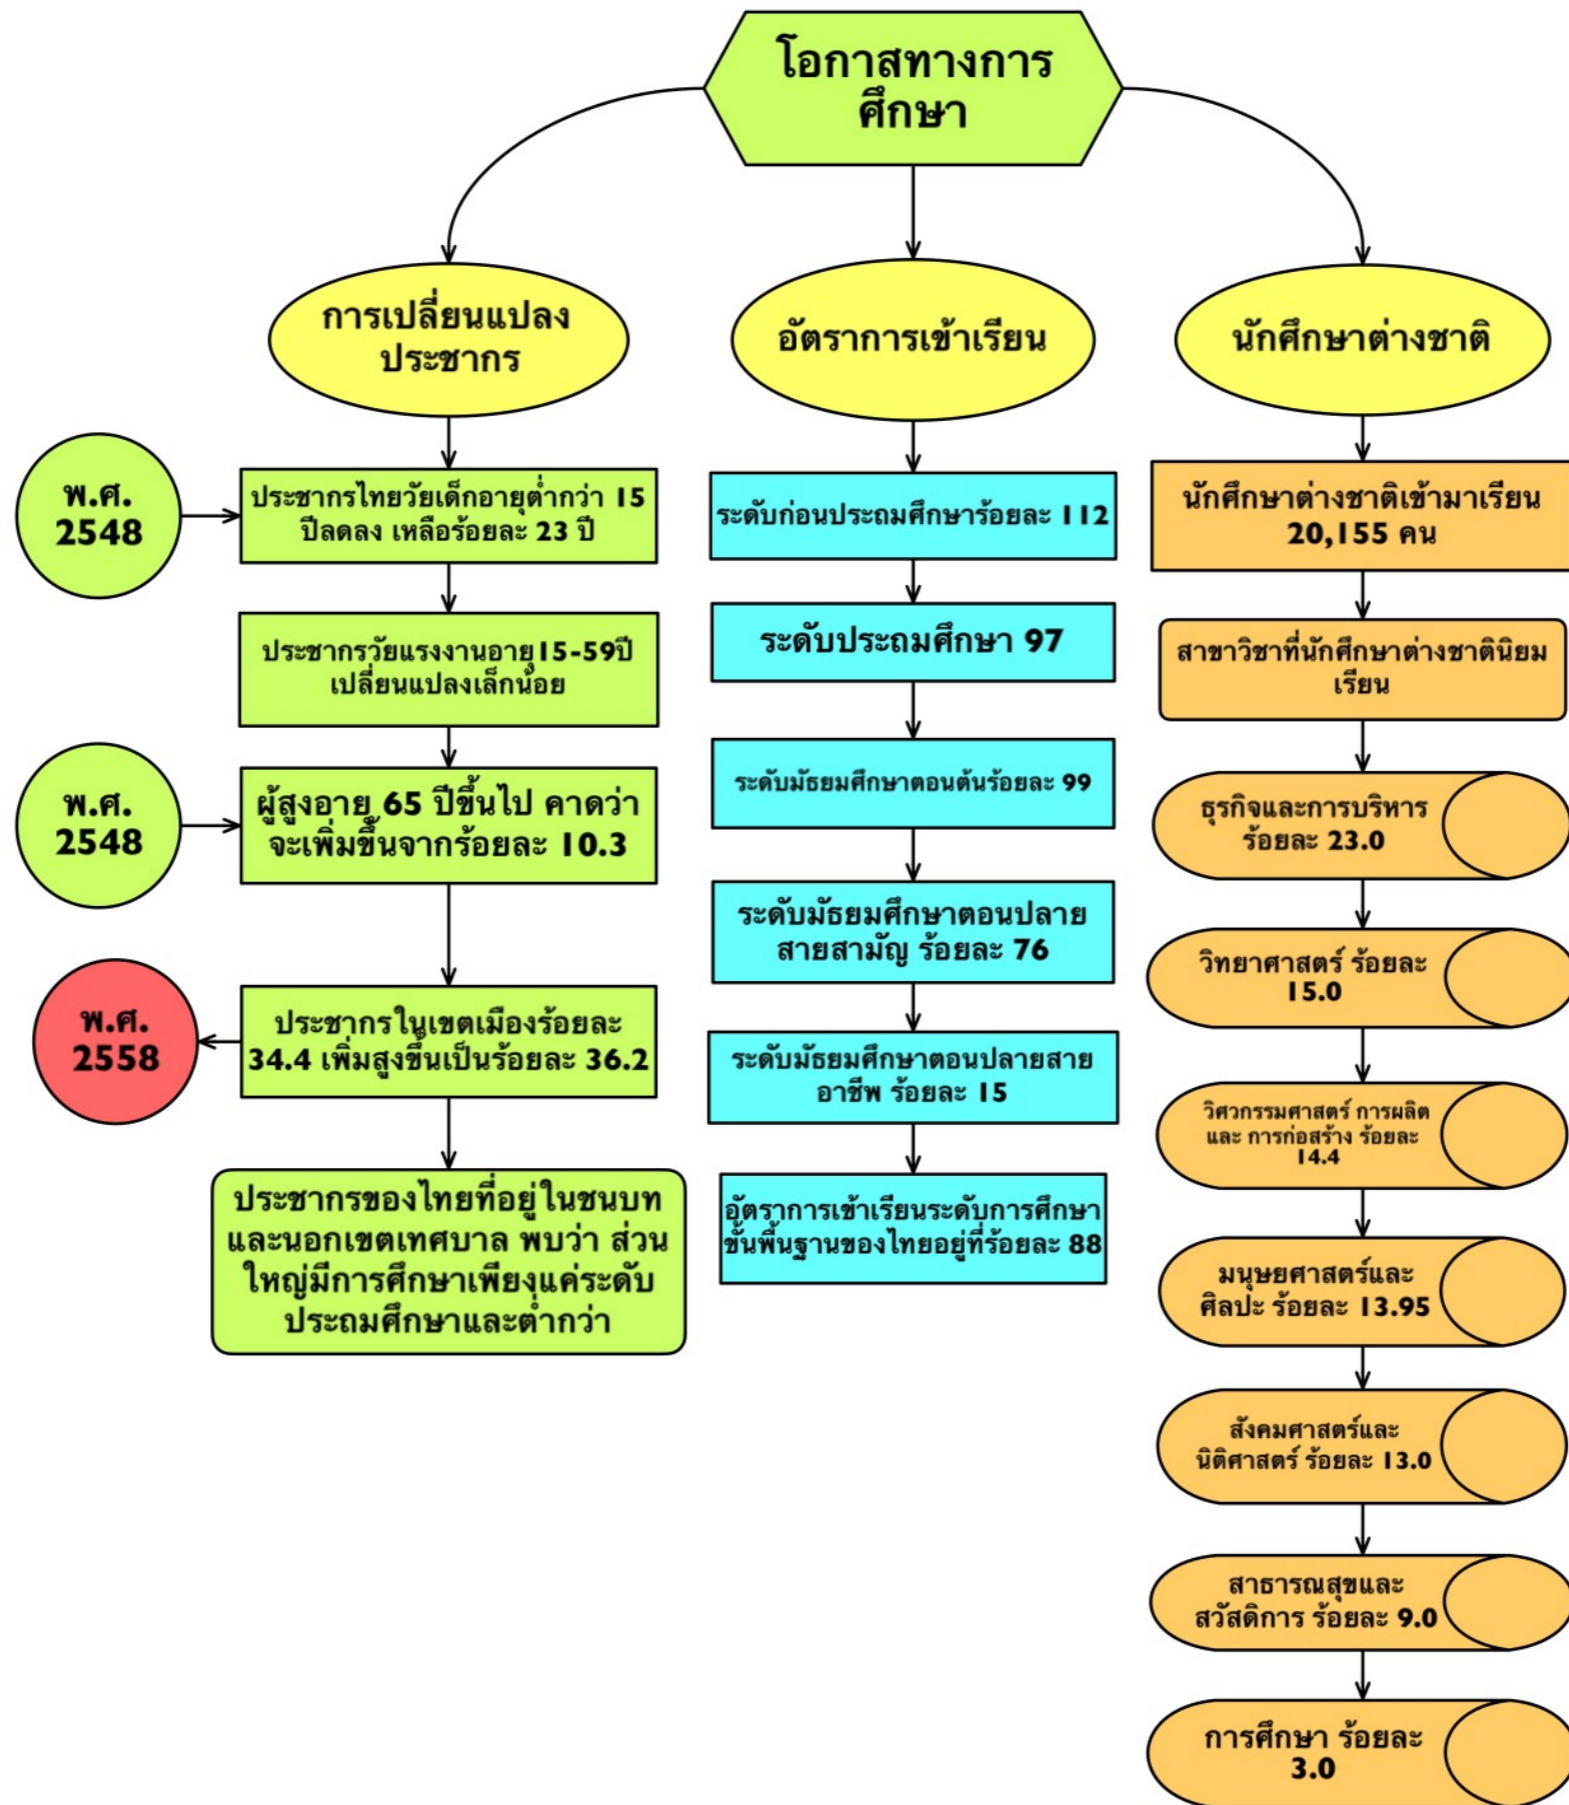 โอกาสทางการ
ศึกษา
การเปลี่ยนแปลง
ประชากร
พ.ศ.
2548
ประชากรไทยวัยเด็กอายุต่ำกว่า 15
ปีลดลง เหลือร้อยละ 23 ปี
ประชากรวัยแรงงานอายุ15-59ปี
เปลี่ยนแปลงเล็กน้อย
พ.ศ.
2548
ผู้สูงอาย 65 ปีขึ้นไป คาดว่า
จะเพิ่มขึ้นจากร้อยละ 10.3
พ.ศ.
2558
ประชากรในเขตเมืองร้อยละ
34.4 เพิ่มสูงขึ้นเป็นร้อยละ 36.2
ประชากรของไทยที่อยู่ในชนบท
และนอกเขตเทศบาล พบว่า ส่วน
ใหญ่มีการศึกษาเพียงแค่ระดับ
ประถมศึกษาและต่ำกว่า
อัตราการเข้าเรียน
ระดับก่อนประถมศึกษาร้อยละ 112
ระดับประถมศึกษา 97
ระดับมัธยมศึกษาตอนต้นร้อยละ 99
ระดับมัธยมศึกษาตอนปลาย
สายสามัญ ร้อยละ 76
ระดับมัธยมศึกษาตอนปลายสาย
อาชีพ ร้อยละ 15
อัตราการเข้าเรียนระดับการศึกษา
ขั้นพื้นฐานของไทยอยู่ที่ร้อยละ 88
นักศึกษาต่างชาติ
นักศึกษาต่างชาติเข้ามาเรียน
20,155 คน
สาขาวิชาที่นักศึกษาต่างชาตินิยม
เรียน
ธุรกิจและการบริหาร
ร้อยละ 23.0
วิทยาศาสตร์ ร้อยละ
15.0
วิศวกรรมศาสตร์ การผลิต
และ การก่อสร้าง ร้อยละ
14.4
มนุษยศาสตร์และ
ศิลปะ ร้อยละ 13.95
สังคมศาสตร์และ
นิติศาสตร์ ร้อยละ 13.0
สาธารณสุขและ
สวัสดิการ ร้อยละ 9.0
การศึกษา ร้อยละ
3.0